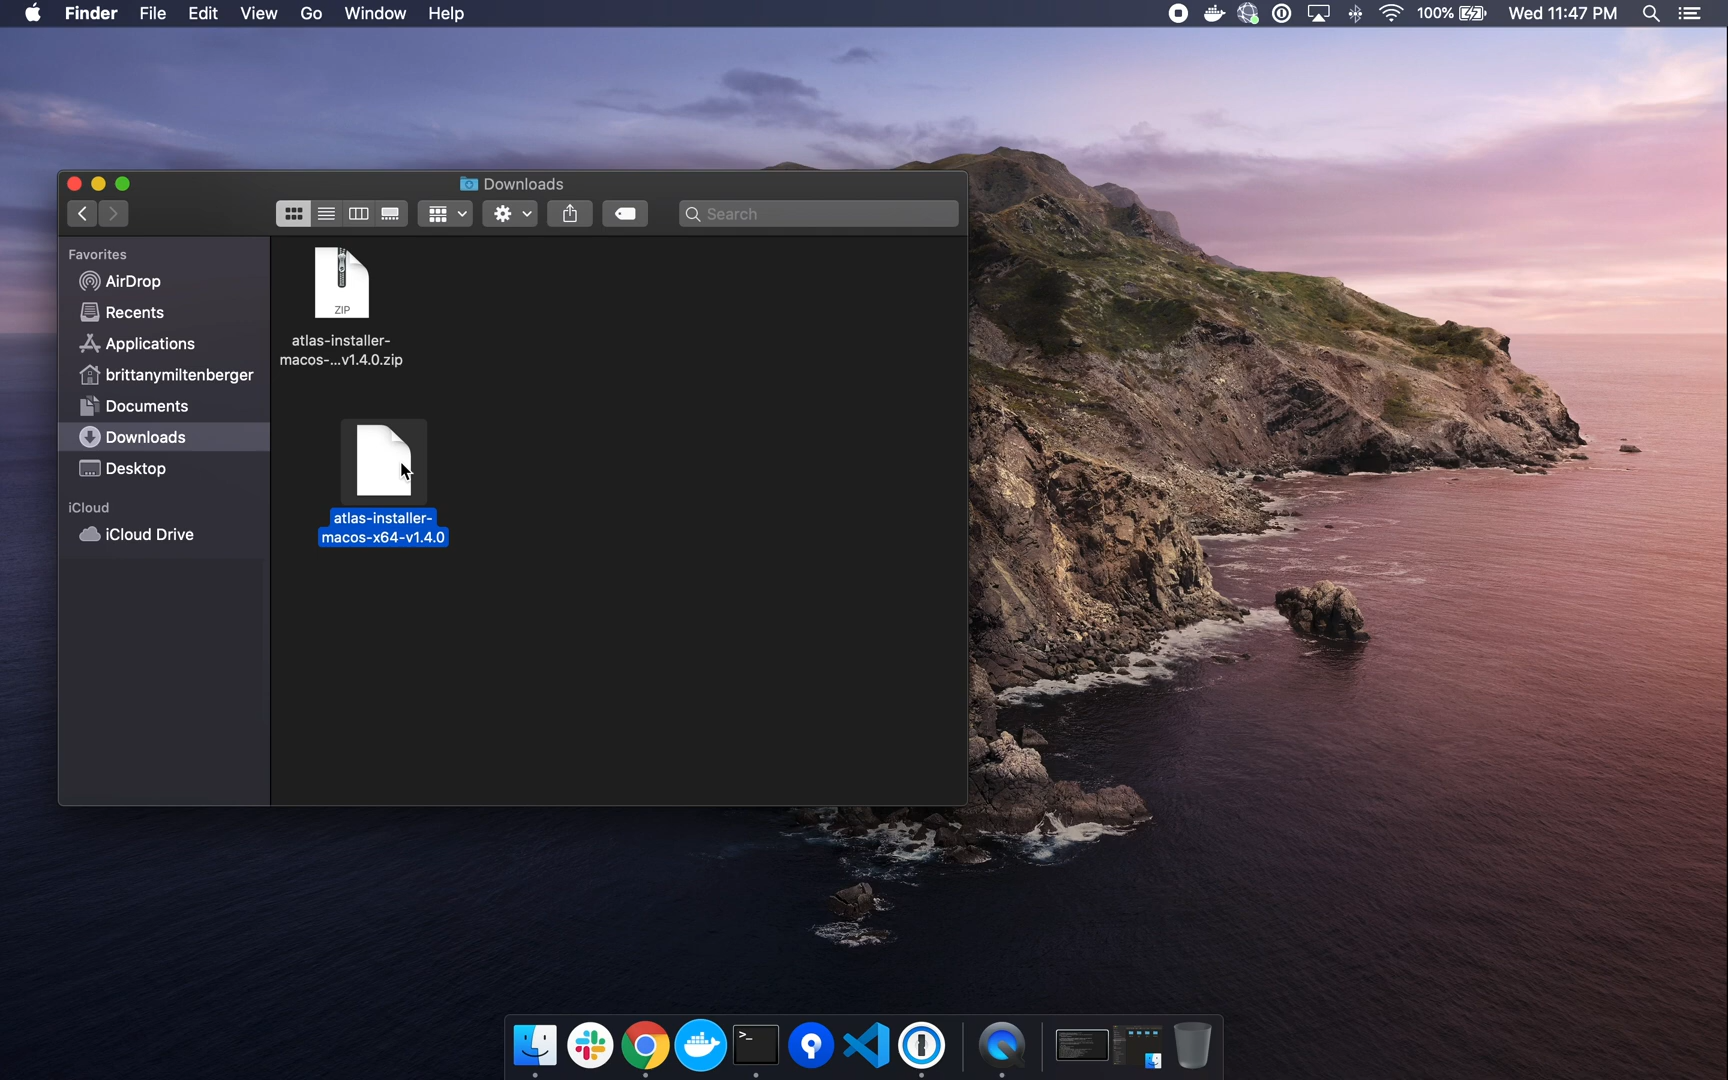 Finder File Edit View Go Window Help 100% Wed 11:47 PM
Downloads
Search
Favorites
AirDrop
Recents
Applications
brittanymiltenberger
Documents
Downloads
Desktop
iCloud
iCloud Drive
ZIP
atlas-installer-
macos-...v1.4.0.zip
atlas-installer-
macos-x64-v1.4.0